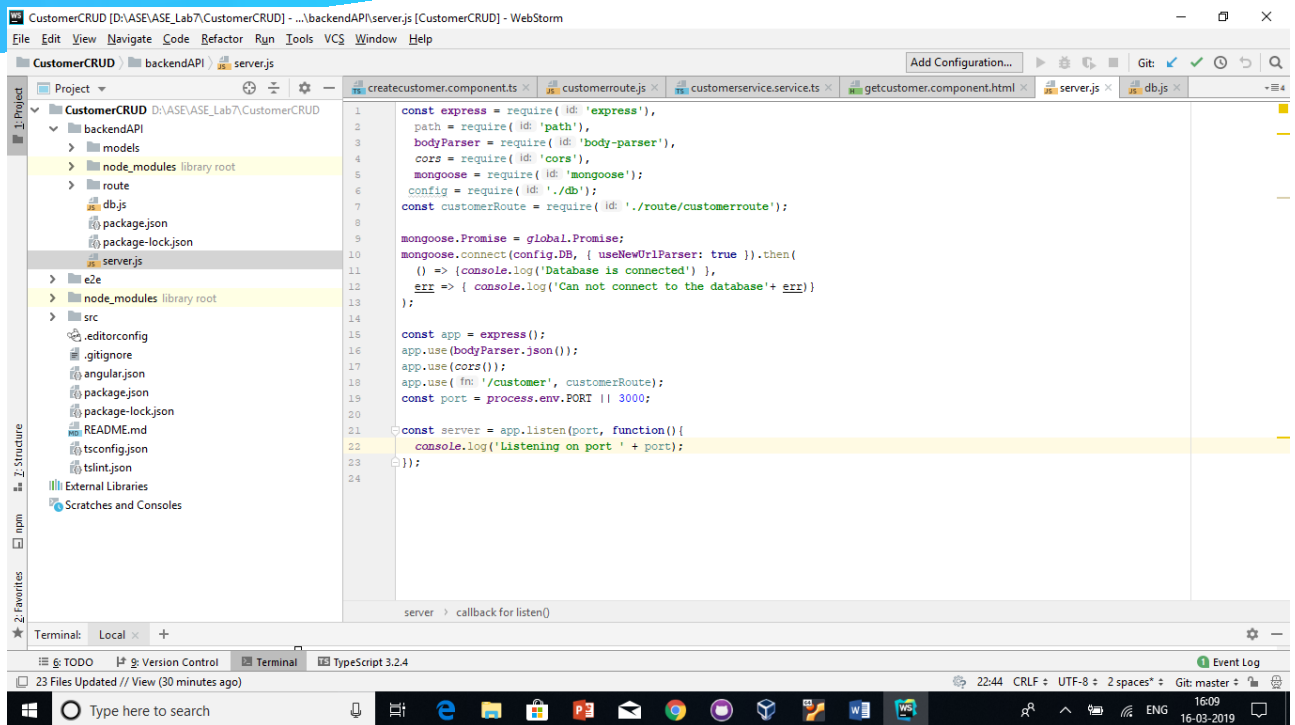 CustomerCRUD [D:\ASE\ASE_Lab7\CustomerCRUD] - ...\backendAPI\server.js [CustomerCRUD] - WebStorm
File Edit View Navigate Code Refactor Run Tools VCS Window Help
CustomerCRUD backendAPI server.js Add Configuration... Git:
1: Project
Project
createcustomer.component.ts customerroute.js customerservice.service.ts getcustomer.component.html server.js db.js 4
CustomerCRUD D:\ASE\ASE_Lab7\CustomerCRUD
backendAPI
models
node_modules library root
route
db.js
package.json
package-lock.json
server.js
e2e
node_modules library root
src
.editorconfig
.gitignore
angular.json
package.json
package-lock.json
README.md
tsconfig.json
tslint.json
External Libraries
Scratches and Consoles
1 const express = require( id: 'express'),
2 path = require( id: 'path'),
3 bodyParser = require( id: 'body-parser'),
4 cors = require( id: 'cors'),
5 mongoose = require( id: 'mongoose');
6 config = require( id: './db');
7 const customerRoute = require( id: './route/customerroute');
8
9 mongoose.Promise = global.Promise;
10 mongoose.connect(config.DB, { useNewUrlParser: true }).then(
11 () => {console.log('Database is connected') },
12 err => { console.log('Can not connect to the database'+ err)}
13 );
14
15 const app = express();
16 app.use(bodyParser.json());
17 app.use(cors());
18 app.use( fn: '/customer', customerRoute);
19 const port = process.env.PORT || 3000;
20
21 const server = app.listen(port, function(){
22 console.log('Listening on port ' + port);
23 });
24
server callback for listen()
7: Structure
npm
2: Favorites
Terminal: Local +
6: TODO 9: Version Control Terminal TypeScript 3.2.4 1 Event Log
23 Files Updated // View (30 minutes ago) 22:44 CRLF UTF-8 2 spaces* Git: master
Type here to search ENG 16:09
16-03-2019